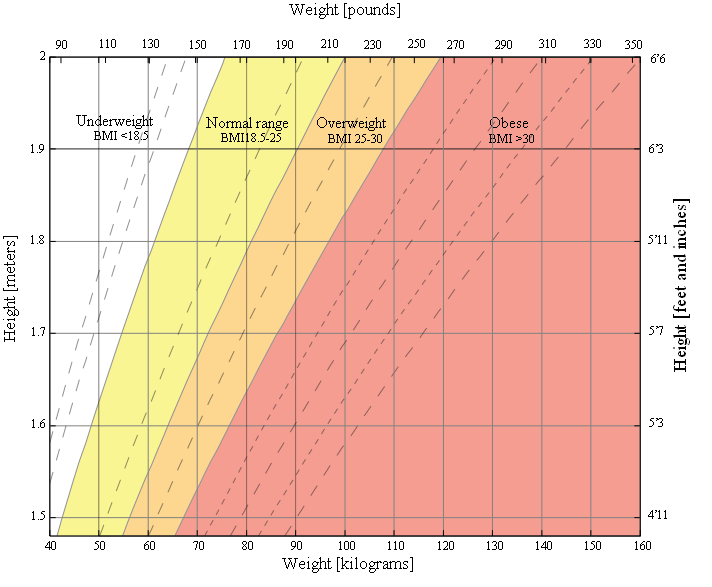 Weight [pounds]
90 110 130 150 170 190 210 230 250 270 290 310 330 350
2 6'6
Underweight Normal range Overweight Obese
BMI <18.5 BMI18.5-25 BMI 25-30 BMI >30
1.9 6'3
1.8 5'11
1.7 5'7
1.6 5'3
1.5 4'11
40 50 60 70 80 90 100 110 120 130 140 150 160
Weight [kilograms]
Height [meters]
Height [feet and inches]